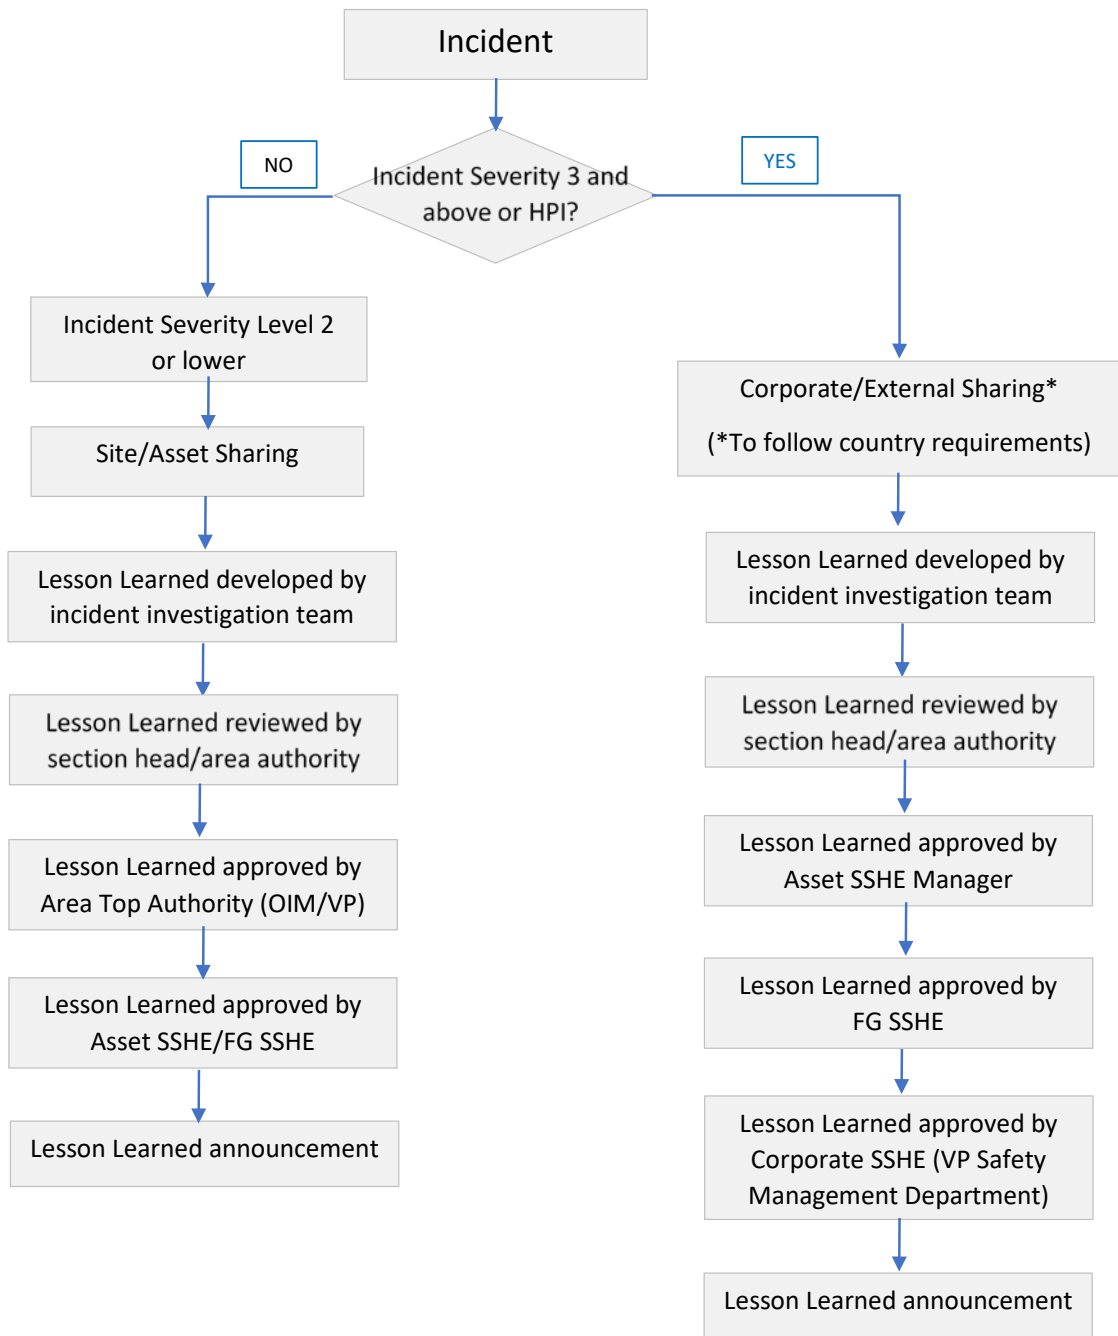 Incident
NO
YES
Incident Severity 3 and
above or HPI?
Incident Severity Level 2
or lower
Site/Asset Sharing
Lesson Learned developed by
incident investigation team
Lesson Learned reviewed by
section head/area authority
Lesson Learned approved by
Area Top Authority (OIM/VP)
Lesson Learned approved by
Asset SSHE/FG SSHE
Lesson Learned announcement
Corporate/External Sharing*
(*To follow country requirements)
Lesson Learned developed by
incident investigation team
Lesson Learned reviewed by
section head/area authority
Lesson Learned approved by
Asset SSHE Manager
Lesson Learned approved by
FG SSHE
Lesson Learned approved by
Corporate SSHE (VP Safety
Management Department)
Lesson Learned announcement